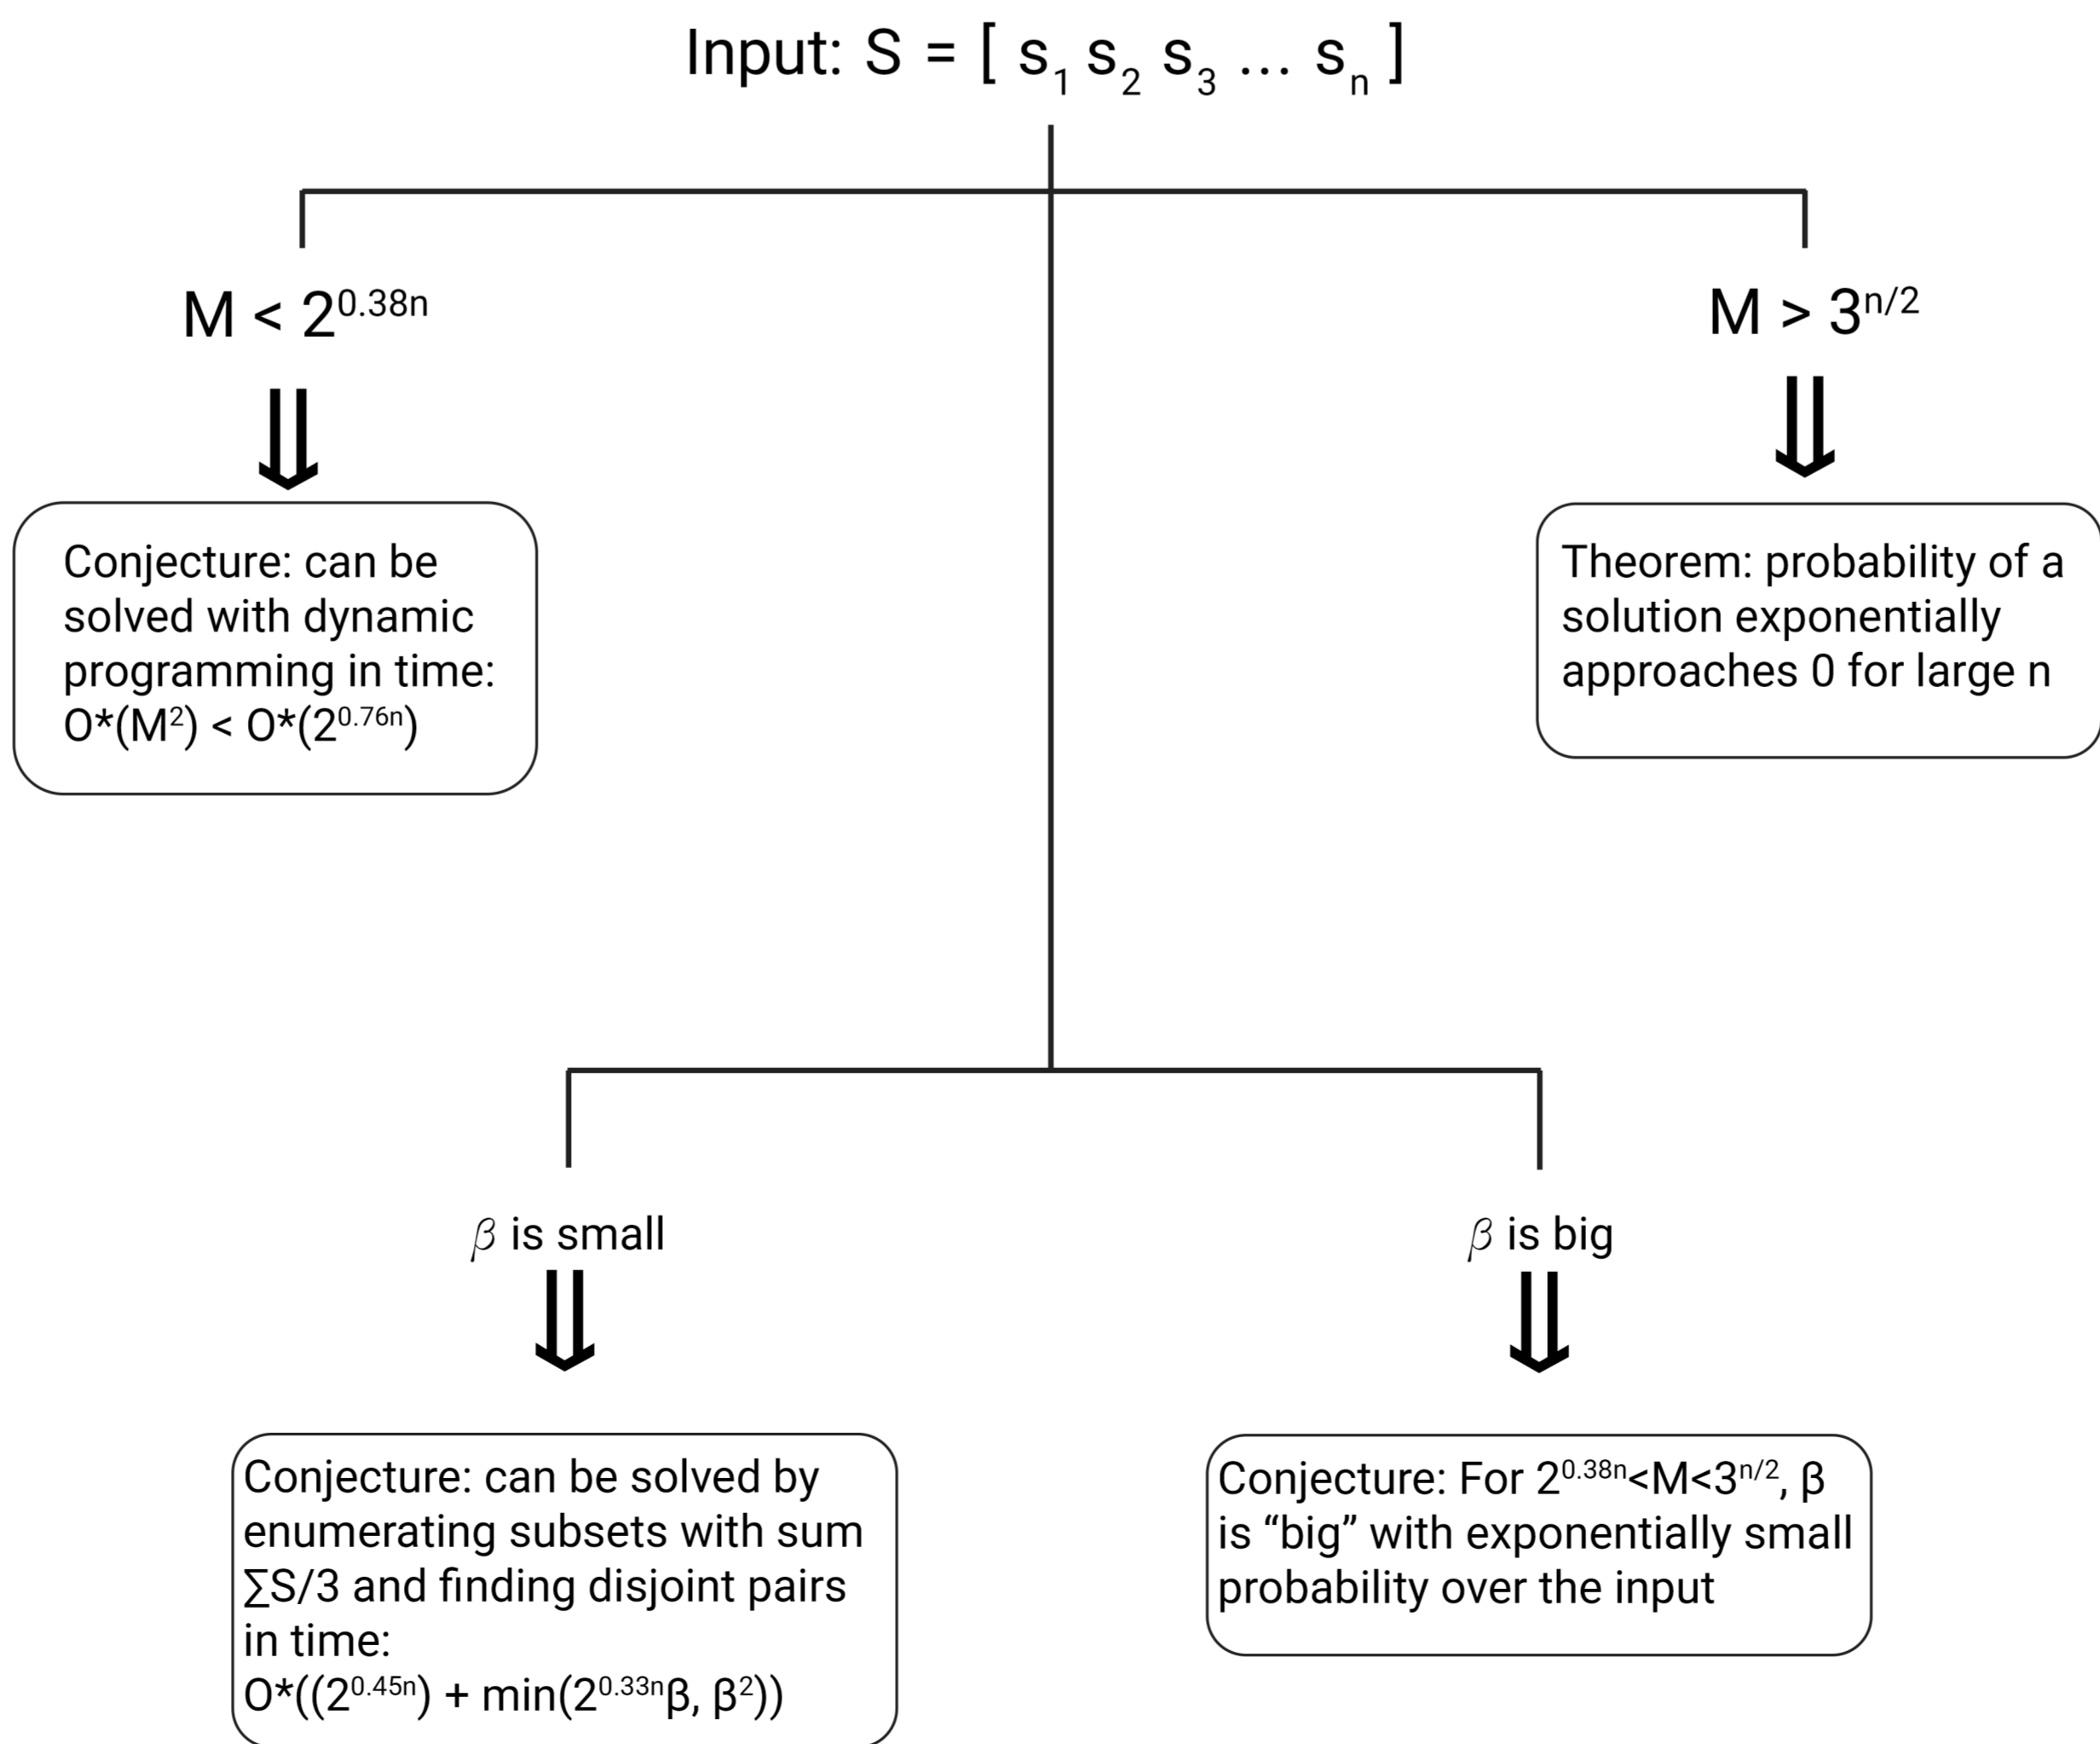 Input: S = [ s₁ s₂ s₃ ... sₙ ]
M < 2^0.38n
M > 3^n/2
Conjecture: can be
solved with dynamic
programming in time:
O*(M²) < O*(2^0.76n)
Theorem: probability of a
solution exponentially
approaches 0 for large n
β is small
β is big
Conjecture: can be solved by
enumerating subsets with sum
∑S/3 and finding disjoint pairs
in time:
O*((2^0.45n) + min(2^0.33nβ, β²))
Conjecture: For 2^0.38n<M<3^n/2, β
is “big” with exponentially small
probability over the input